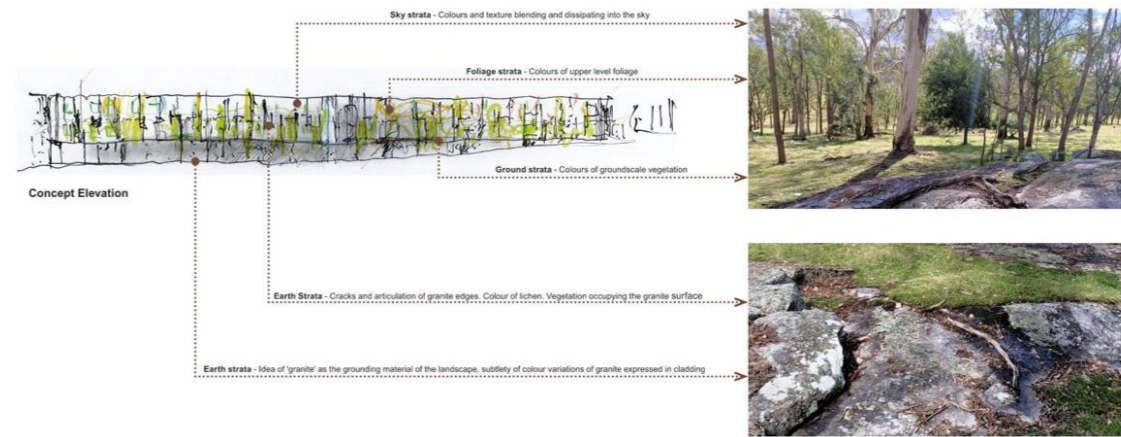 Sky strata - Colours and texture blending and dissipating into the sky
Foliage strata - Colours of upper level foliage
Ground strata - Colours of groundscale vegetation
Concept Elevation
Earth Strata - Cracks and articulation of granite edges. Colour of lichen. Vegetation occupying the granite surface
Earth strata - Idea of 'granite' as the grounding material of the landscape, subtlety of colour variations of granite expressed in cladding